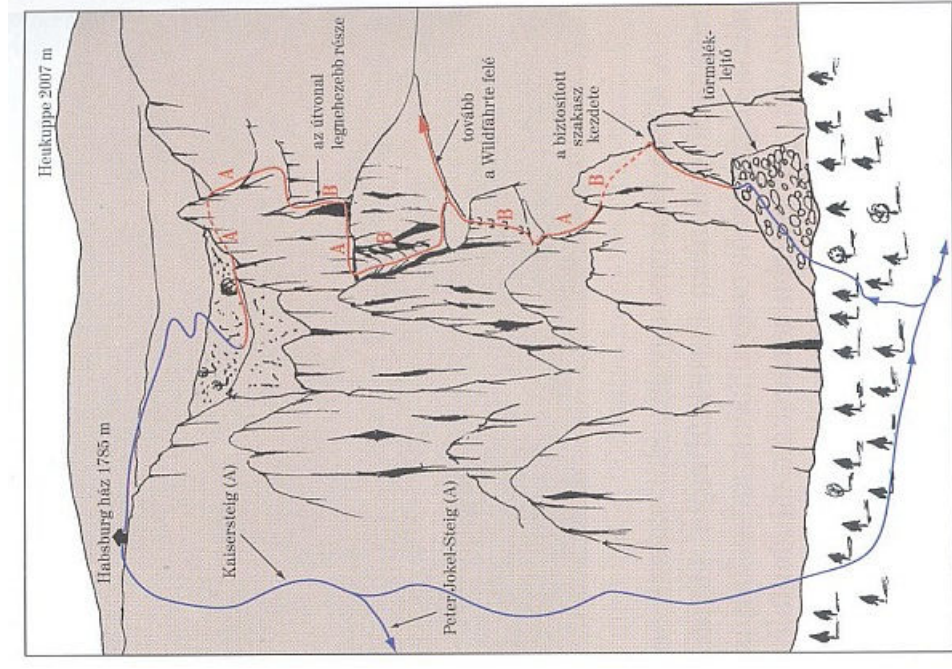 Heukuppe 2007 m
Habsburg ház 1785 m
A
A
Kaisersteig (A)
az útvonal
legnehezebb része
B
A
B
Peter Jokel-Steig (A)
tovább
a Wildfährte felé
B
a biztosított
szakasz
kezdete
A
B
törmelék-
lejtő